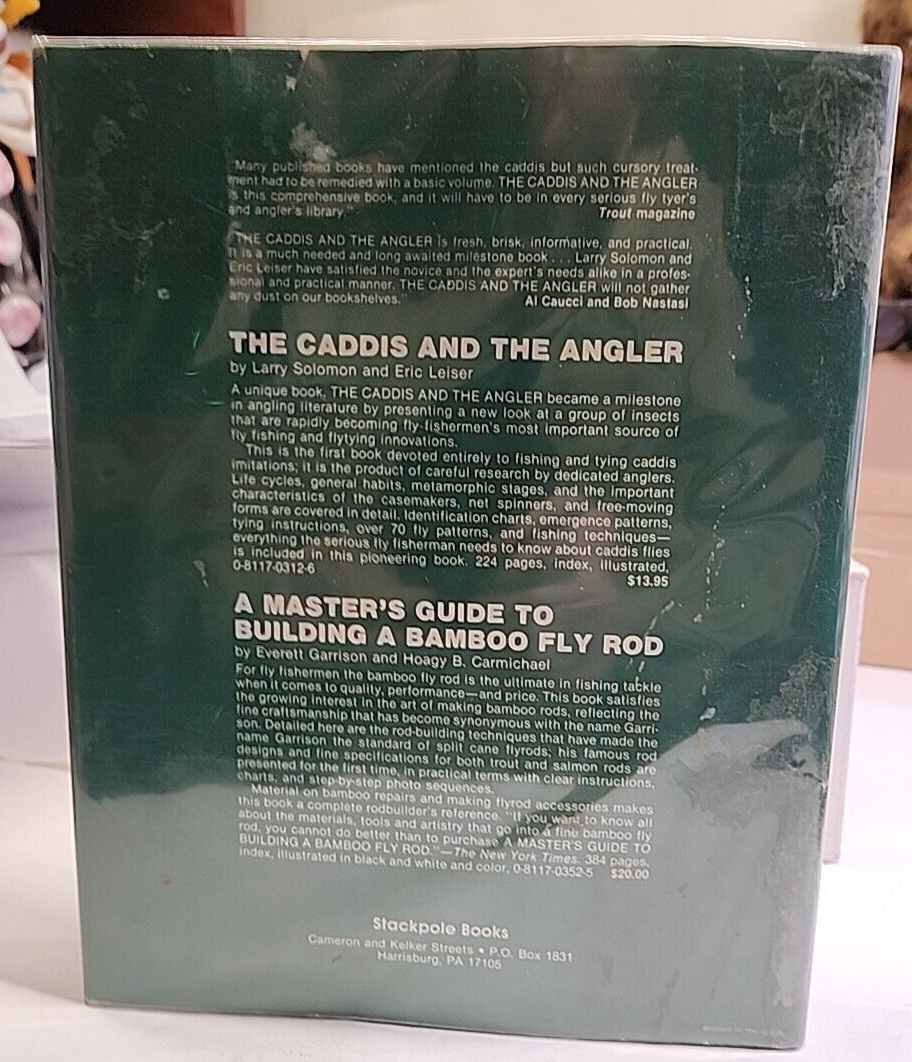 "Many published books have mentioned the caddis but such cursory treat-
ment had to be remedied with a basic volume. THE CADDIS AND THE ANGLER
is this comprehensive book, and it will have to be in every serious fly tyer's
and angler's library."
Trout magazine
"THE CADDIS AND THE ANGLER is fresh, brisk, informative, and practical.
It is a much needed and long awaited milestone book . . . Larry Solomon and
Eric Leiser have satisfied the novice and the expert's needs alike in a profes-
sional and practical manner. THE CADDIS AND THE ANGLER will not gather
any dust on our bookshelves."
Al Caucci and Bob Nastasi
THE CADDIS AND THE ANGLER
by Larry Solomon and Eric Leiser
A unique book, THE CADDIS AND THE ANGLER became a milestone
in angling literature by presenting a new look at a group of insects
that are rapidly becoming fly-fishermen's most important source of
fly fishing and flytying innovations.
This is the first book devoted entirely to fishing and tying caddis
imitations; it is the product of careful research by dedicated anglers.
Life cycles, general habits, metamorphic stages, and the important
characteristics of the casemakers, net spinners, and free-moving
forms are covered in detail. Identification charts, emergence patterns,
tying instructions, over 70 fly patterns, and fishing techniques—
everything the serious fly fisherman needs to know about caddis flies
is included in this pioneering book. 224 pages, index, illustrated,
0-8117-0312-6
$13.95
A MASTER'S GUIDE TO
BUILDING A BAMBOO FLY ROD
by Everett Garrison and Hoagy B. Carmichael
For fly fishermen the bamboo fly rod is the ultimate in fishing tackle
when it comes to quality, performance—and price. This book satisfies
the growing interest in the art of making bamboo rods, reflecting the
fine craftsmanship that has become synonymous with the name Garri-
son. Detailed here are the rod-building techniques that have made the
name Garrison the standard of split cane flyrods; his famous rod
designs and fine specifications for both trout and salmon rods are
presented for the first time, in practical terms with clear instructions,
charts, and step-by-step photo sequences.
Material on bamboo repairs and making flyrod accessories makes
this book a complete rodbuilder's reference. "If you want to know all
about the materials, tools and artistry that go into a fine bamboo fly
rod, you cannot do better than to purchase A MASTER'S GUIDE TO
BUILDING A BAMBOO FLY ROD."—The New York Times. 384 pages,
index, illustrated in black and white and color, 0-8117-0352-5 $20.00
Stackpole Books
Cameron and Kelker Streets • P.O. Box 1831
Harrisburg, PA 17105